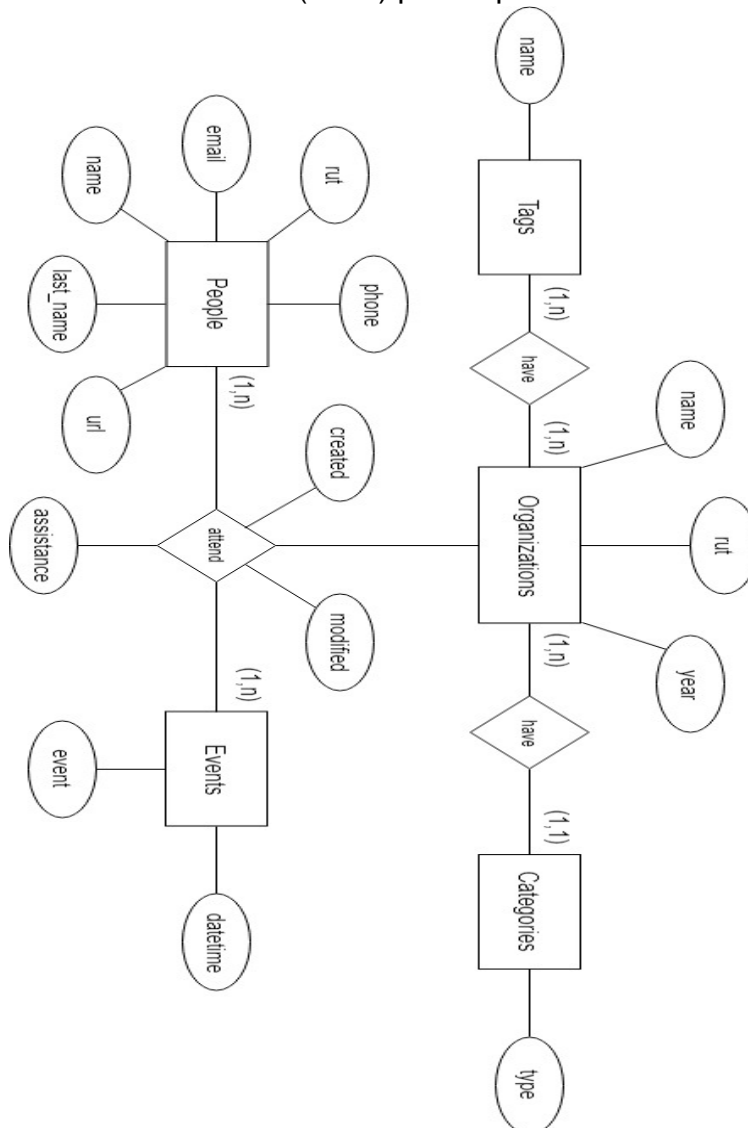 rut
name
year
(1,n)
(1,n)
(1,n)
(1,1)
name
Tags
have
Organizations
have
Categories
type
phone
rut
created
modified
(1,n)
(1,n)
email
People
attend
Events
datetime
name
url
last_name
event
assistance